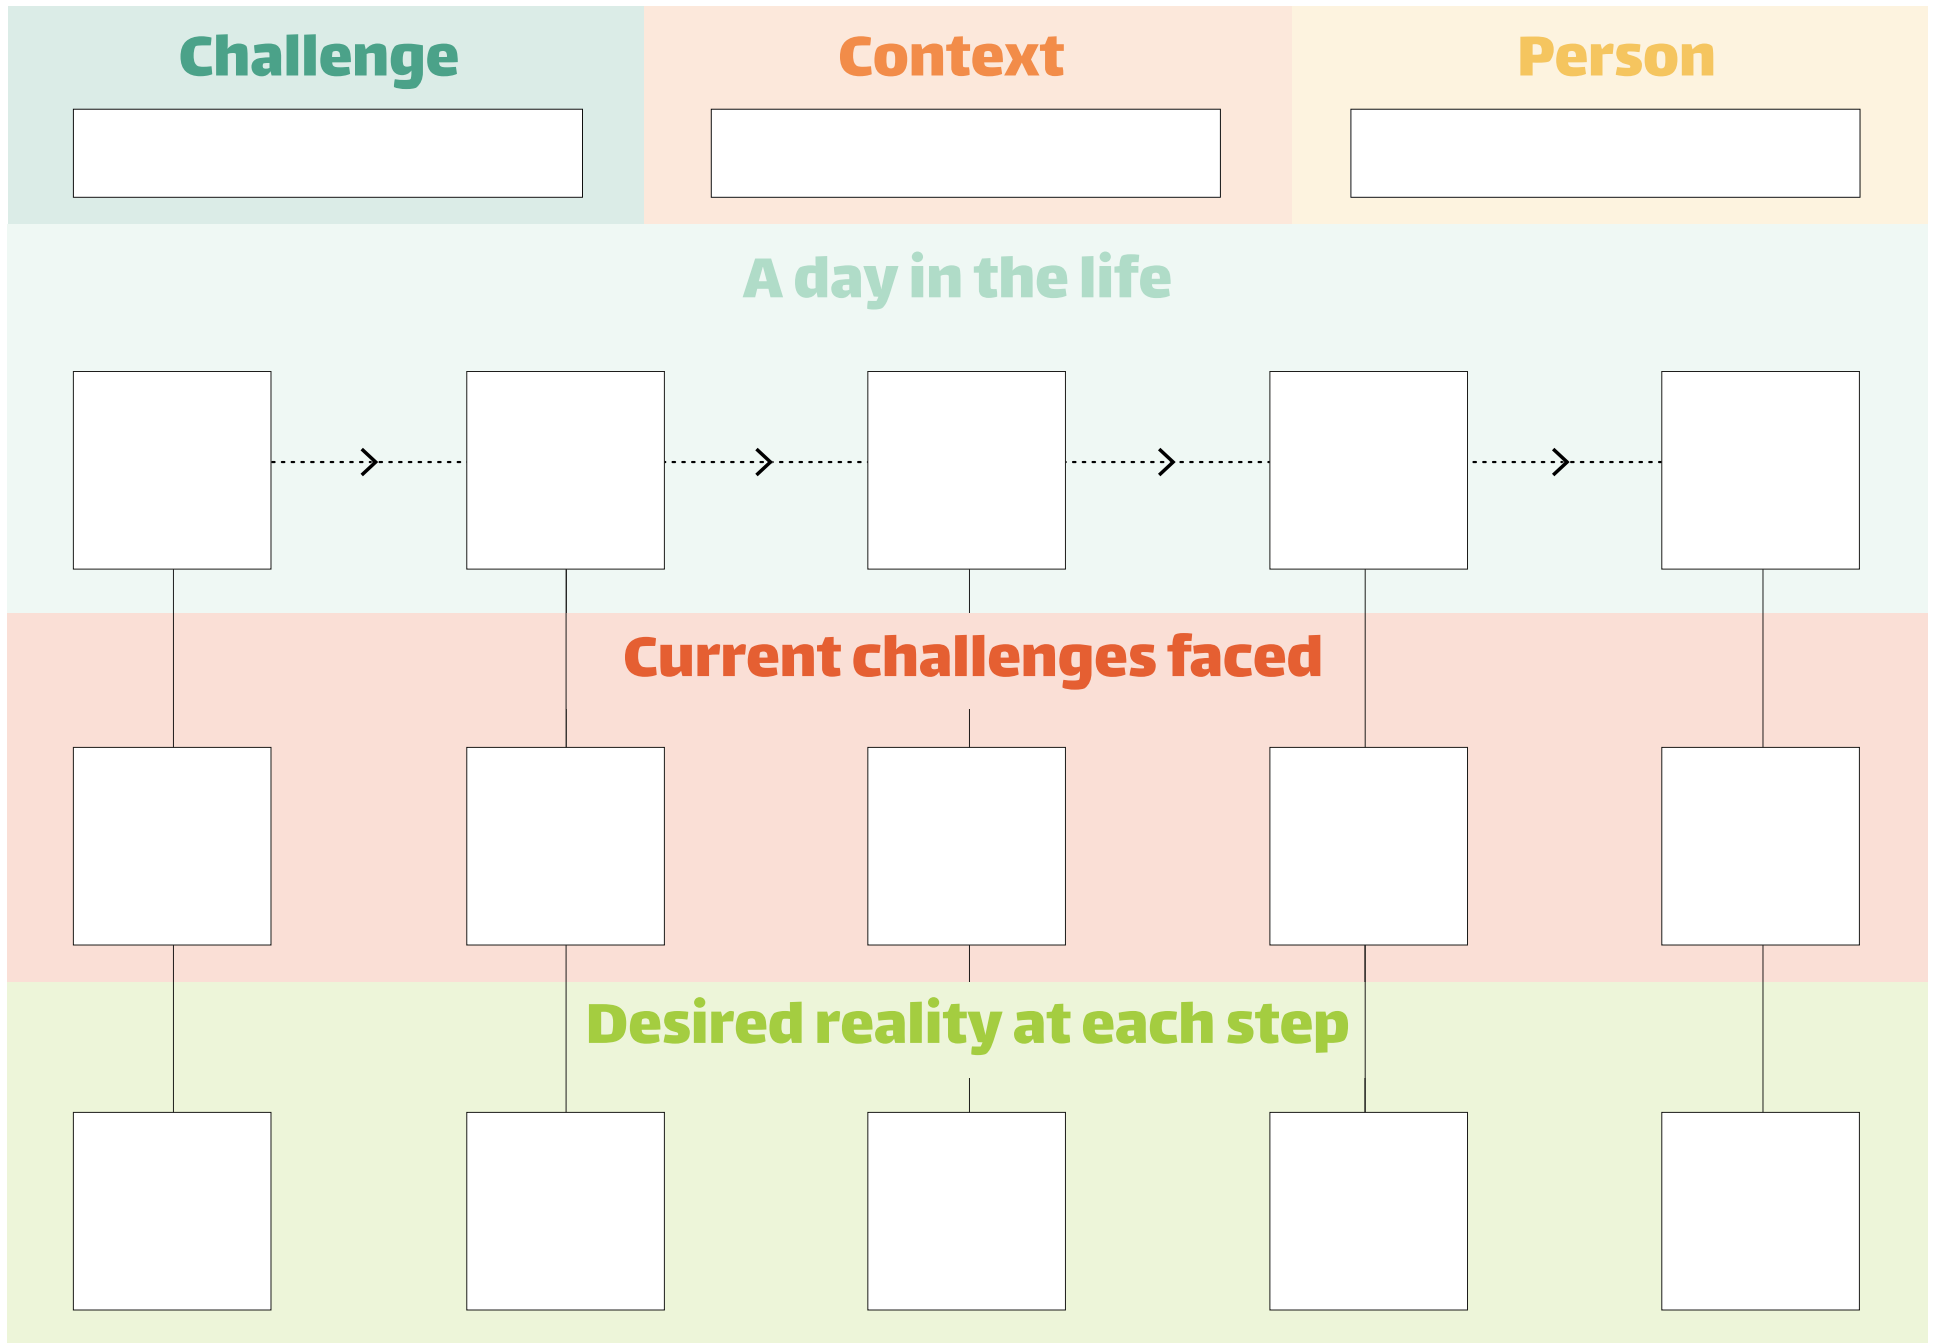 Challenge
Context
Person
A day in the life
Current challenges faced
Desired reality at each step